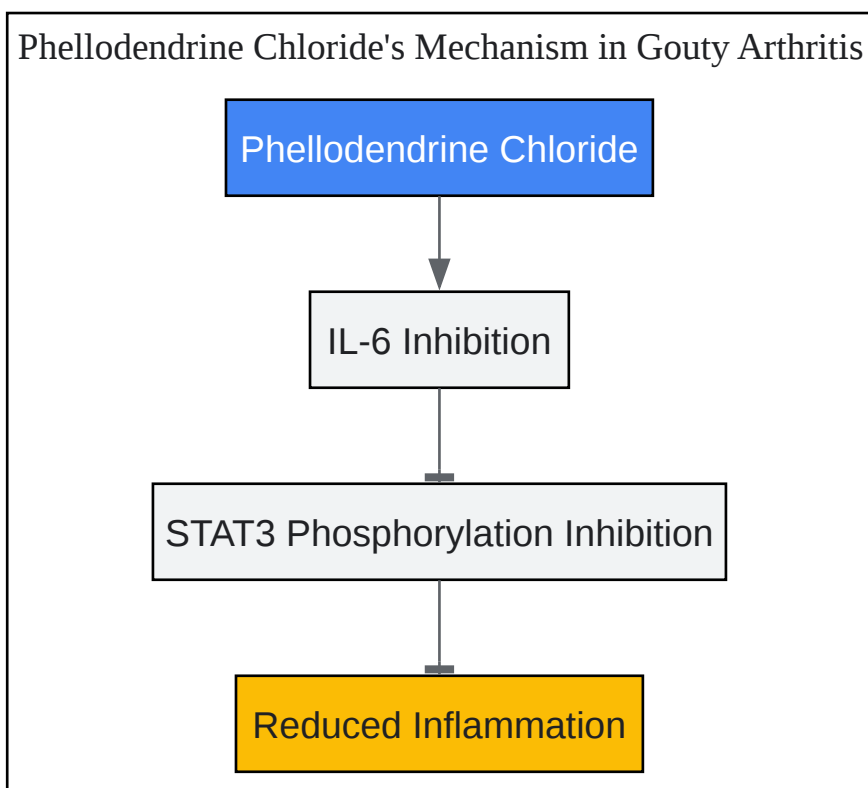 Phellodendrine Chloride's Mechanism in Gouty Arthritis
Phellodendrine Chloride
IL-6 Inhibition
STAT3 Phosphorylation Inhibition
Reduced Inflammation